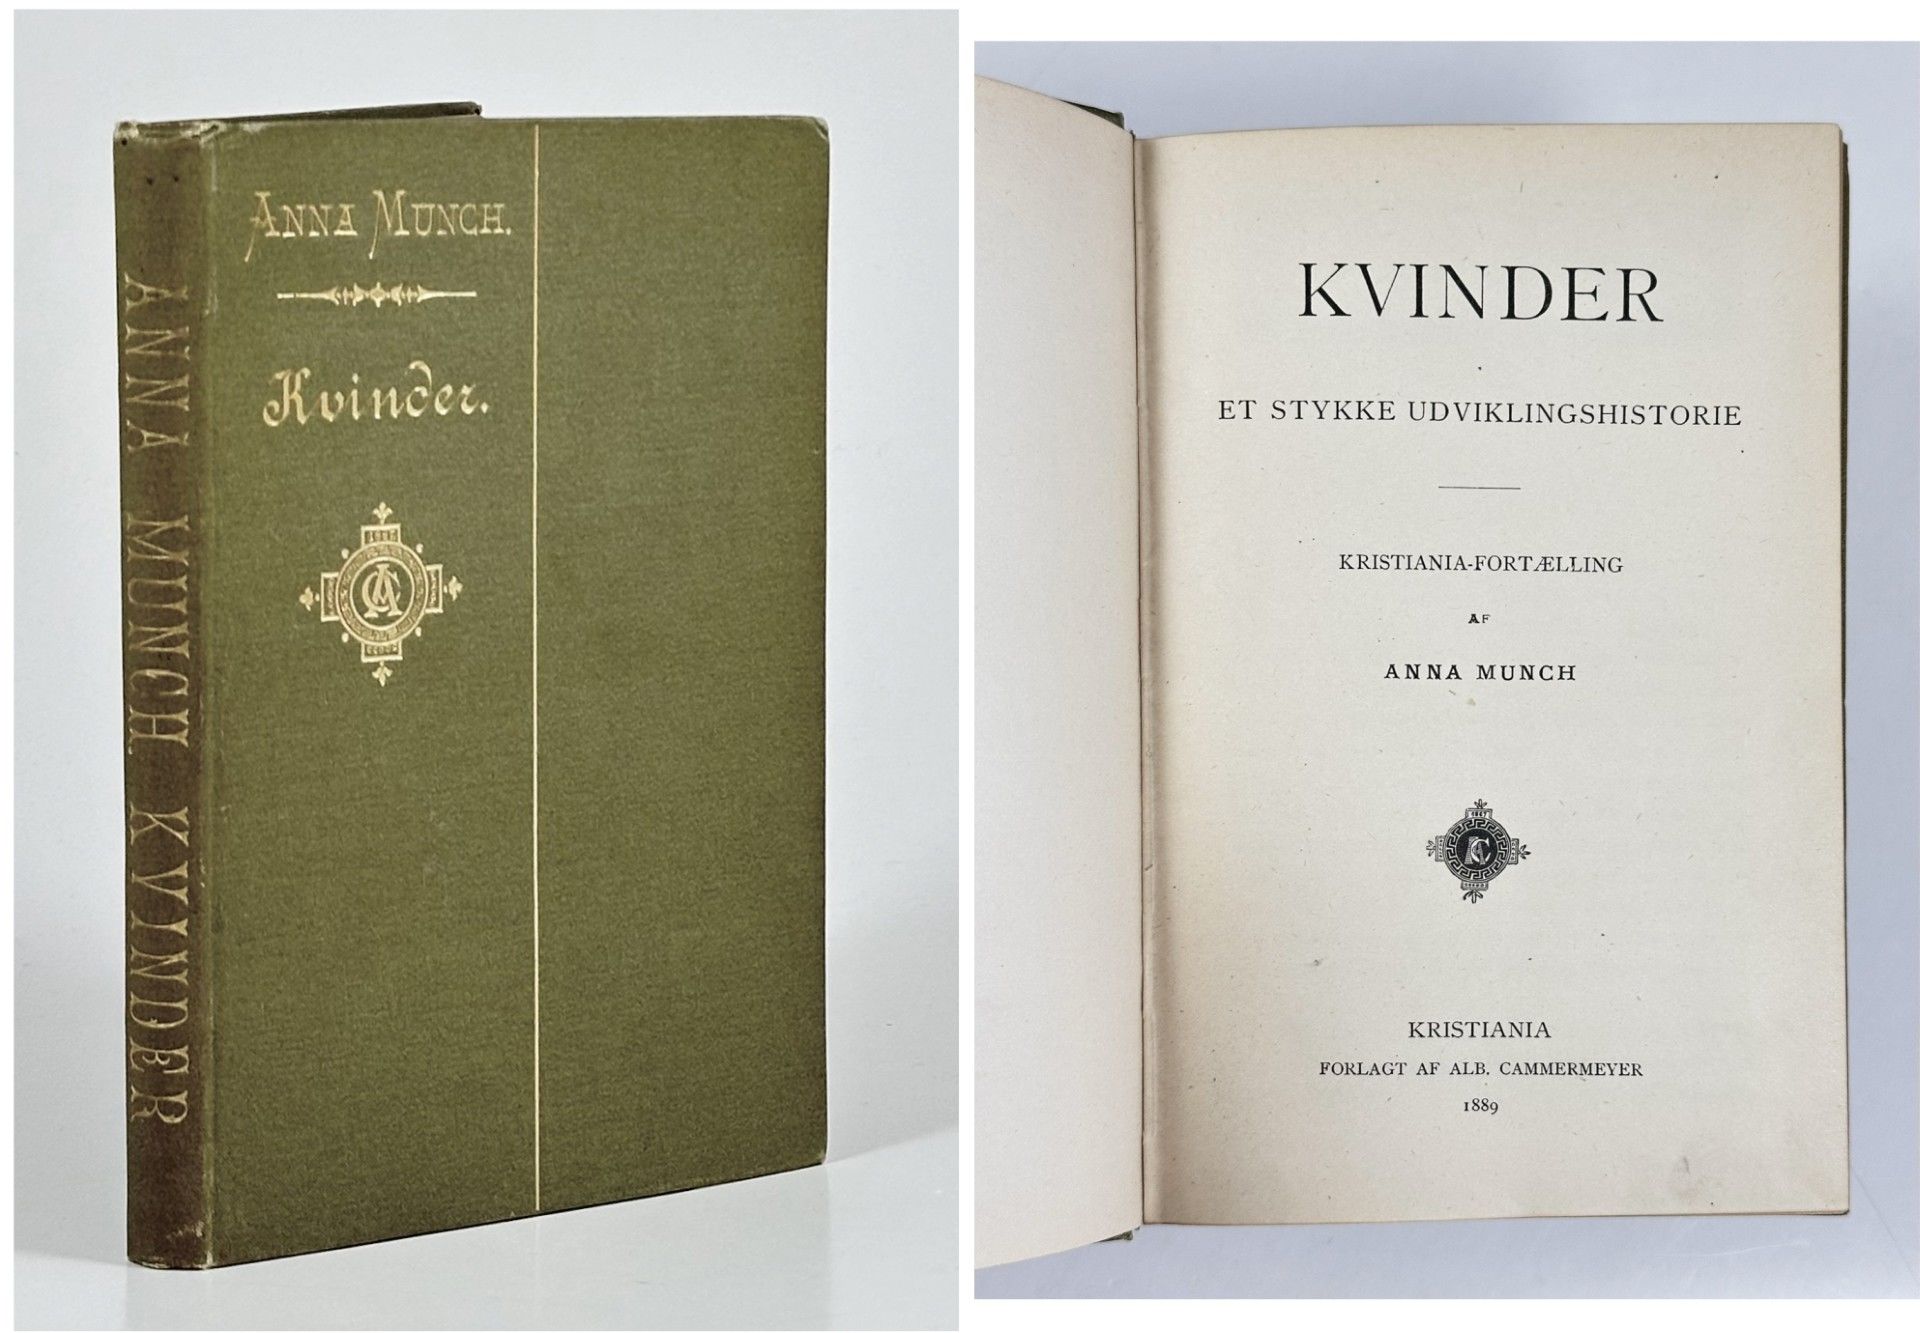 ANNA MUNCH.
Kvinder.
ANNA MUNCH KVINDER
KVINDER
ET STYKKE UDVIKLINGSHISTORIE
KRISTIANIA-FORTÆLLING
AF
ANNA MUNCH
1867
KRISTIANIA
FORLAGT AF ALB. CAMMERMEYER
1889